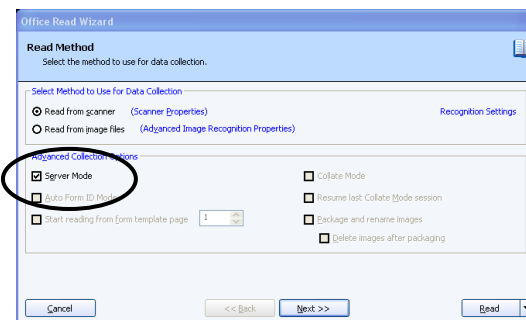 Office Read Wizard
Read Method
Select the method to use for data collection.
Select Method to Use for Data Collection
Read from scanner (Scanner Properties) Recognition Settings
Read from image files (Advanced Image Recognition Properties)
Advanced Collection Options
Server Mode Collate Mode
Auto Form ID Mode Resume last Collate Mode session
Start reading from form template page 1 Package and rename images
Delete images after packaging
Cancel << Back Next >> Read